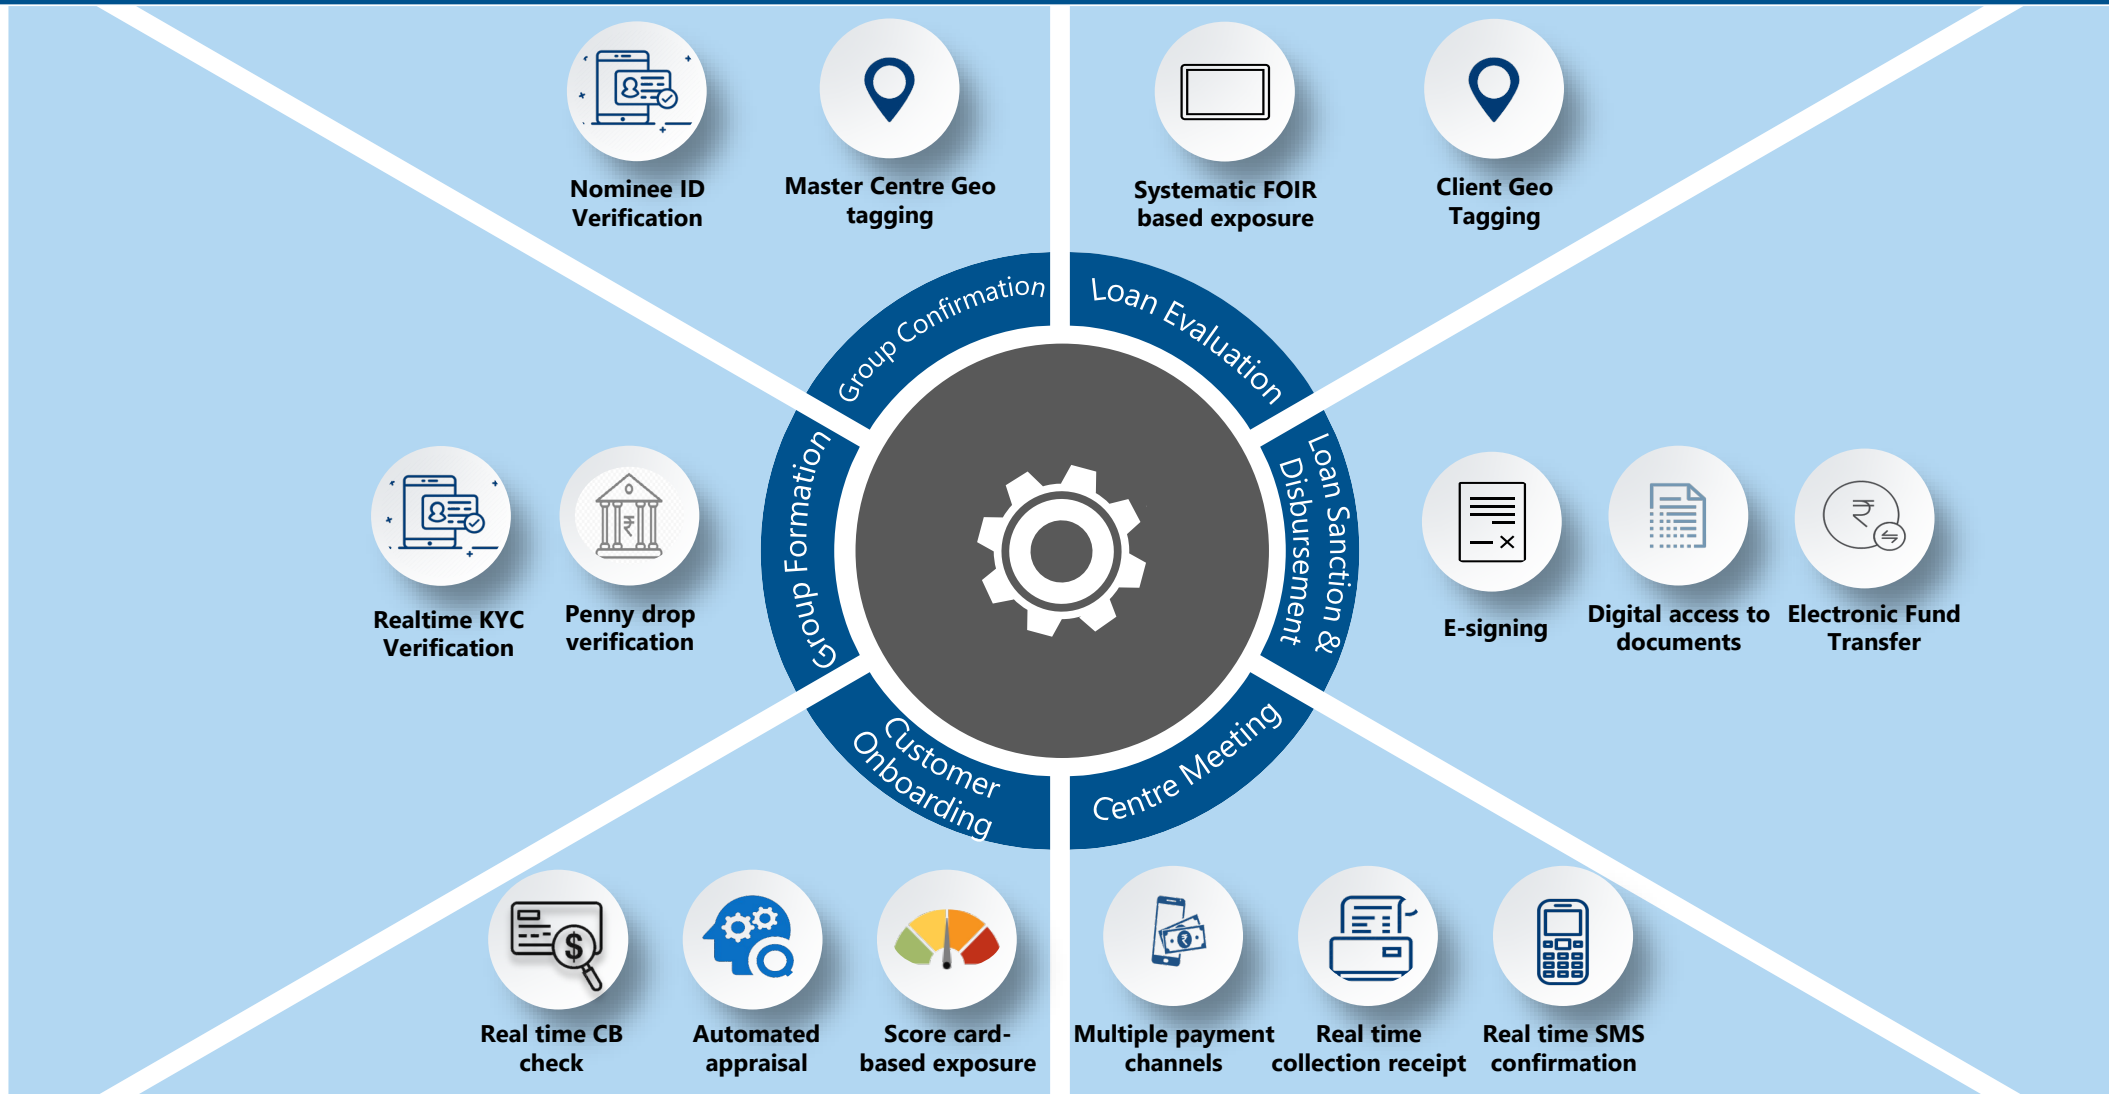 Nominee ID
Verification
Master Centre Geo
tagging
Systematic FOIR
based exposure
Client Geo
Tagging
Group Confirmation
Loan Evaluation
Group Formation
Loan Sanction &
Disbursement
Customer
Onboarding
Centre Meeting
Realtime KYC
Verification
Penny drop
verification
E-signing
Digital access to
documents
Electronic Fund
Transfer
Real time CB
check
Automated
appraisal
Score card-
based exposure
Multiple payment
channels
Real time
collection receipt
Real time SMS
confirmation